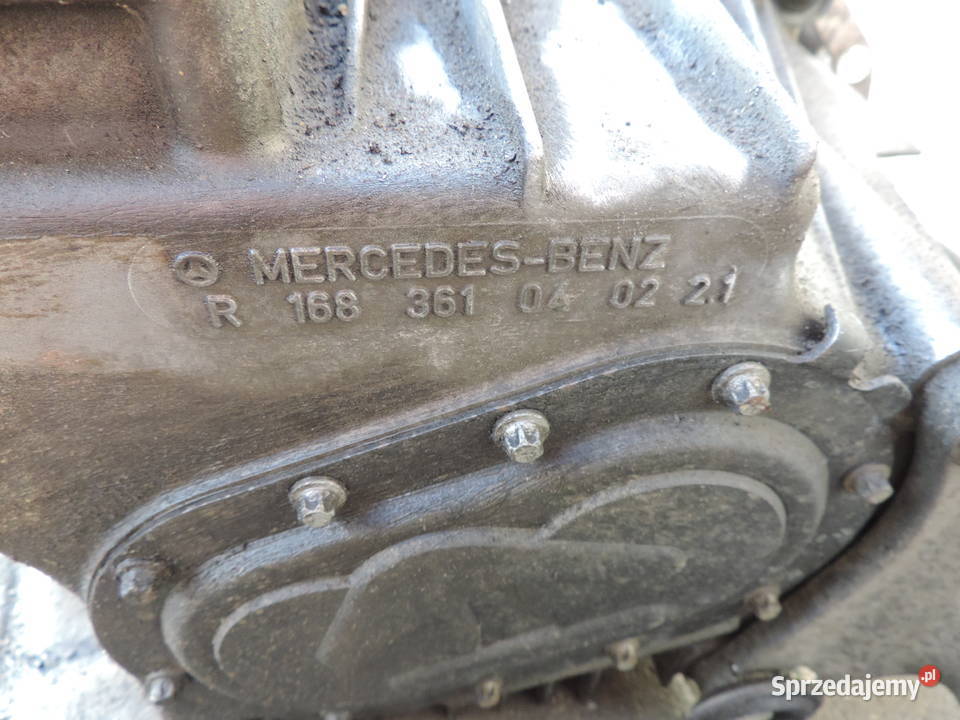 MERCEDES-BENZ
R 168 361 04 02 2.1
Sprzedajemy.pl